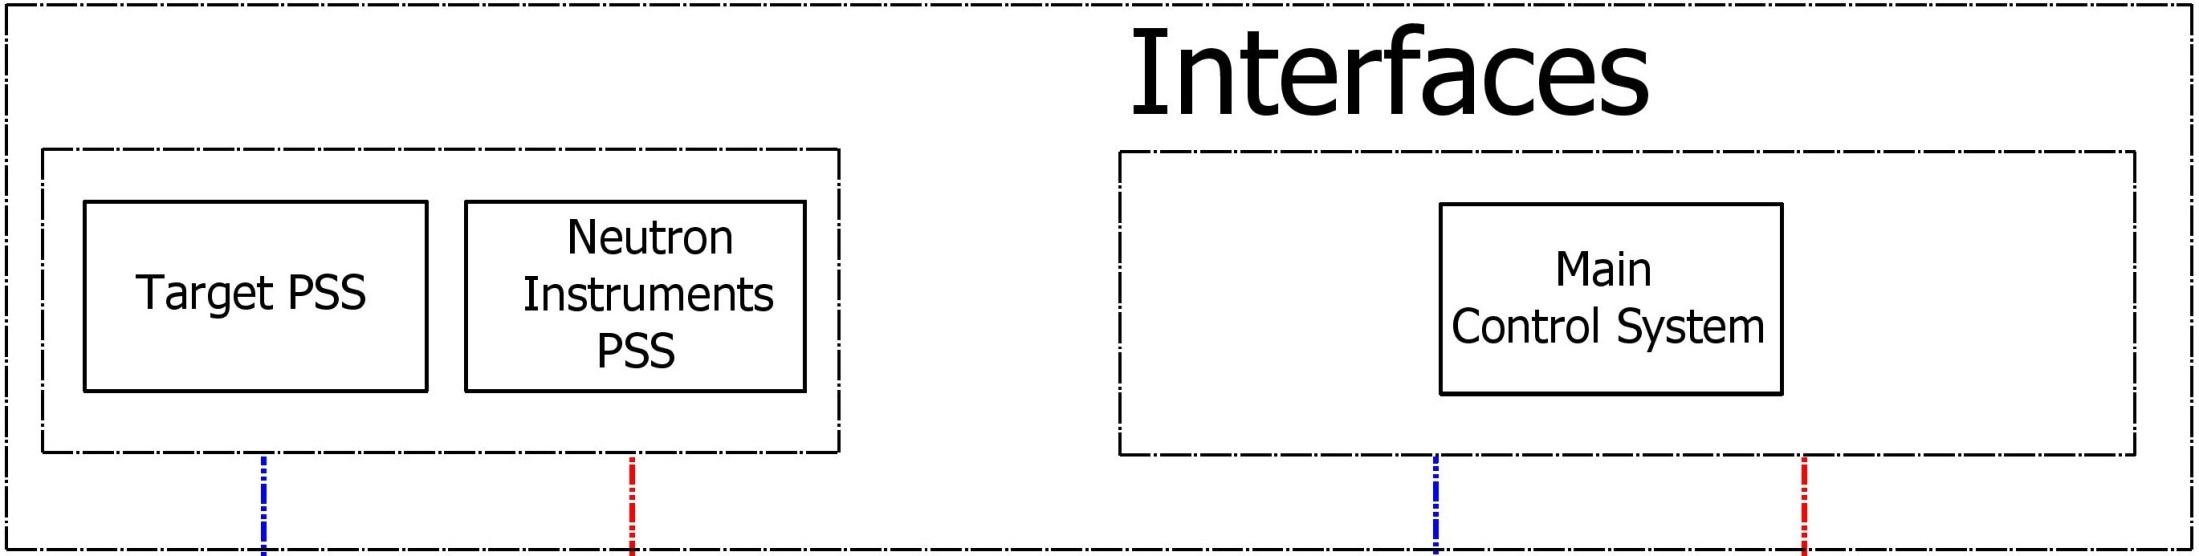 Interfaces
Target PSS
Neutron
Instruments
PSS
Main
Control System